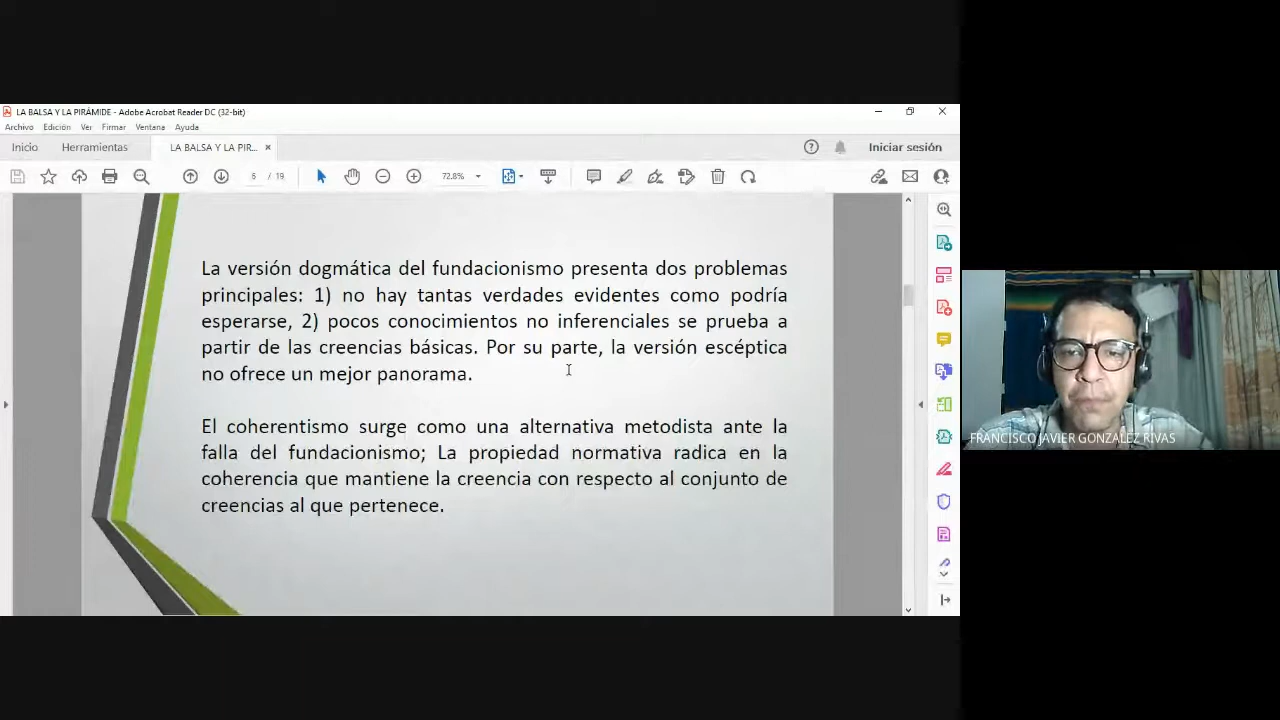 LA BALSA Y LA PIRÁMIDE - Adobe Acrobat Reader DC (32-bit)
Archivo Edición Ver Firmar Ventana Ayuda
Inicio Herramientas LA BALSA Y LA PIR... × Iniciar sesión
6 / 19 72.8%
La versión dogmática del fundacionismo presenta dos problemas
principales: 1) no hay tantas verdades evidentes como podría
esperarse, 2) pocos conocimientos no inferenciales se prueba a
partir de las creencias básicas. Por su parte, la versión escéptica
no ofrece un mejor panorama.
El coherentismo surge como una alternativa metodista ante la
falla del fundacionismo; La propiedad normativa radica en la
coherencia que mantiene la creencia con respecto al conjunto de
creencias al que pertenece.
FRANCISCO JAVIER GONZALEZ RIVAS